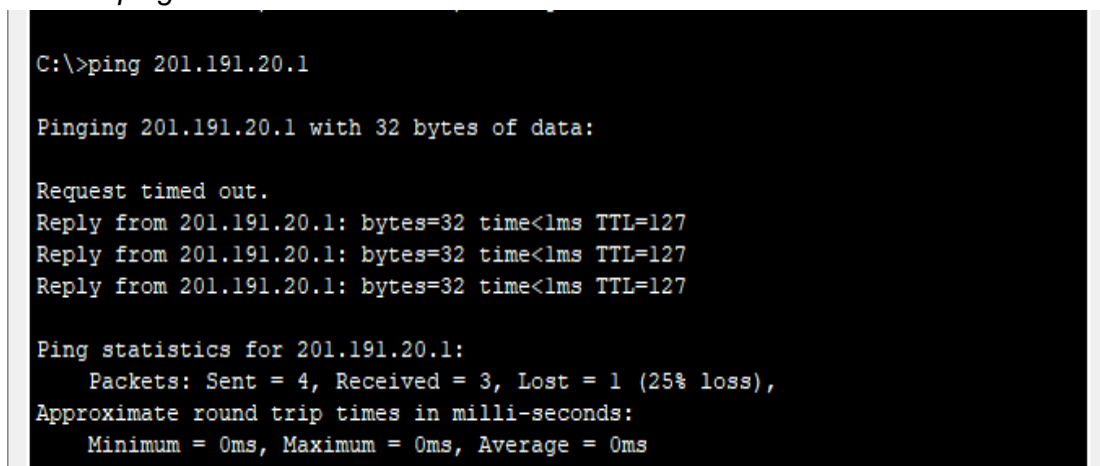 C:\>ping 201.191.20.1
Pinging 201.191.20.1 with 32 bytes of data:
Request timed out.
Reply from 201.191.20.1: bytes=32 time<1ms TTL=127
Reply from 201.191.20.1: bytes=32 time<1ms TTL=127
Reply from 201.191.20.1: bytes=32 time<1ms TTL=127
Ping statistics for 201.191.20.1:
Packets: Sent = 4, Received = 3, Lost = 1 (25% loss),
Approximate round trip times in milli-seconds:
Minimum = 0ms, Maximum = 0ms, Average = 0ms